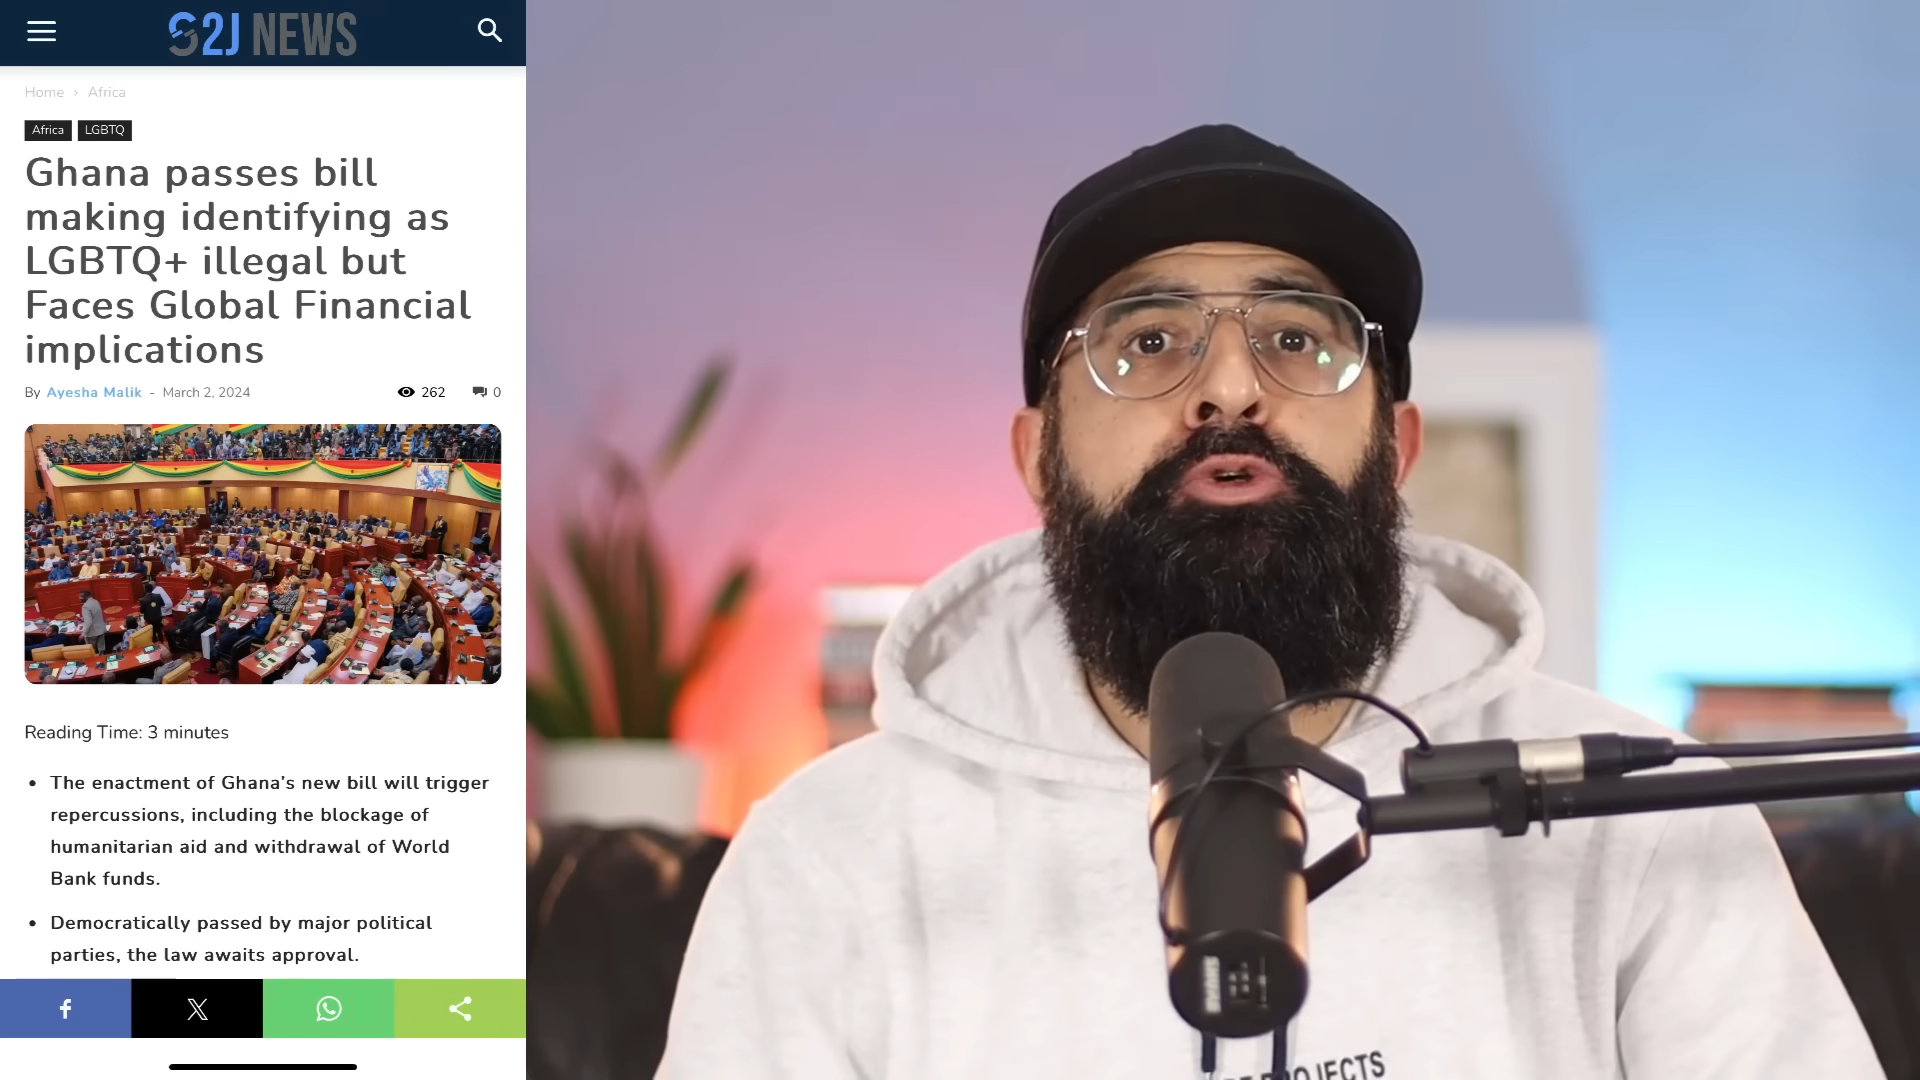 S2J NEWS
Home › Africa
Africa LGBTQ
Ghana passes bill
making identifying as
LGBTQ+ illegal but
Faces Global Financial
implications
By Ayesha Malik - March 2, 2024 262 0
Reading Time: 3 minutes
• The enactment of Ghana's new bill will trigger
repercussions, including the blockage of
humanitarian aid and withdrawal of World
Bank funds.
• Democratically passed by major political
parties, the law awaits approval.
SHURE
PROJECTS